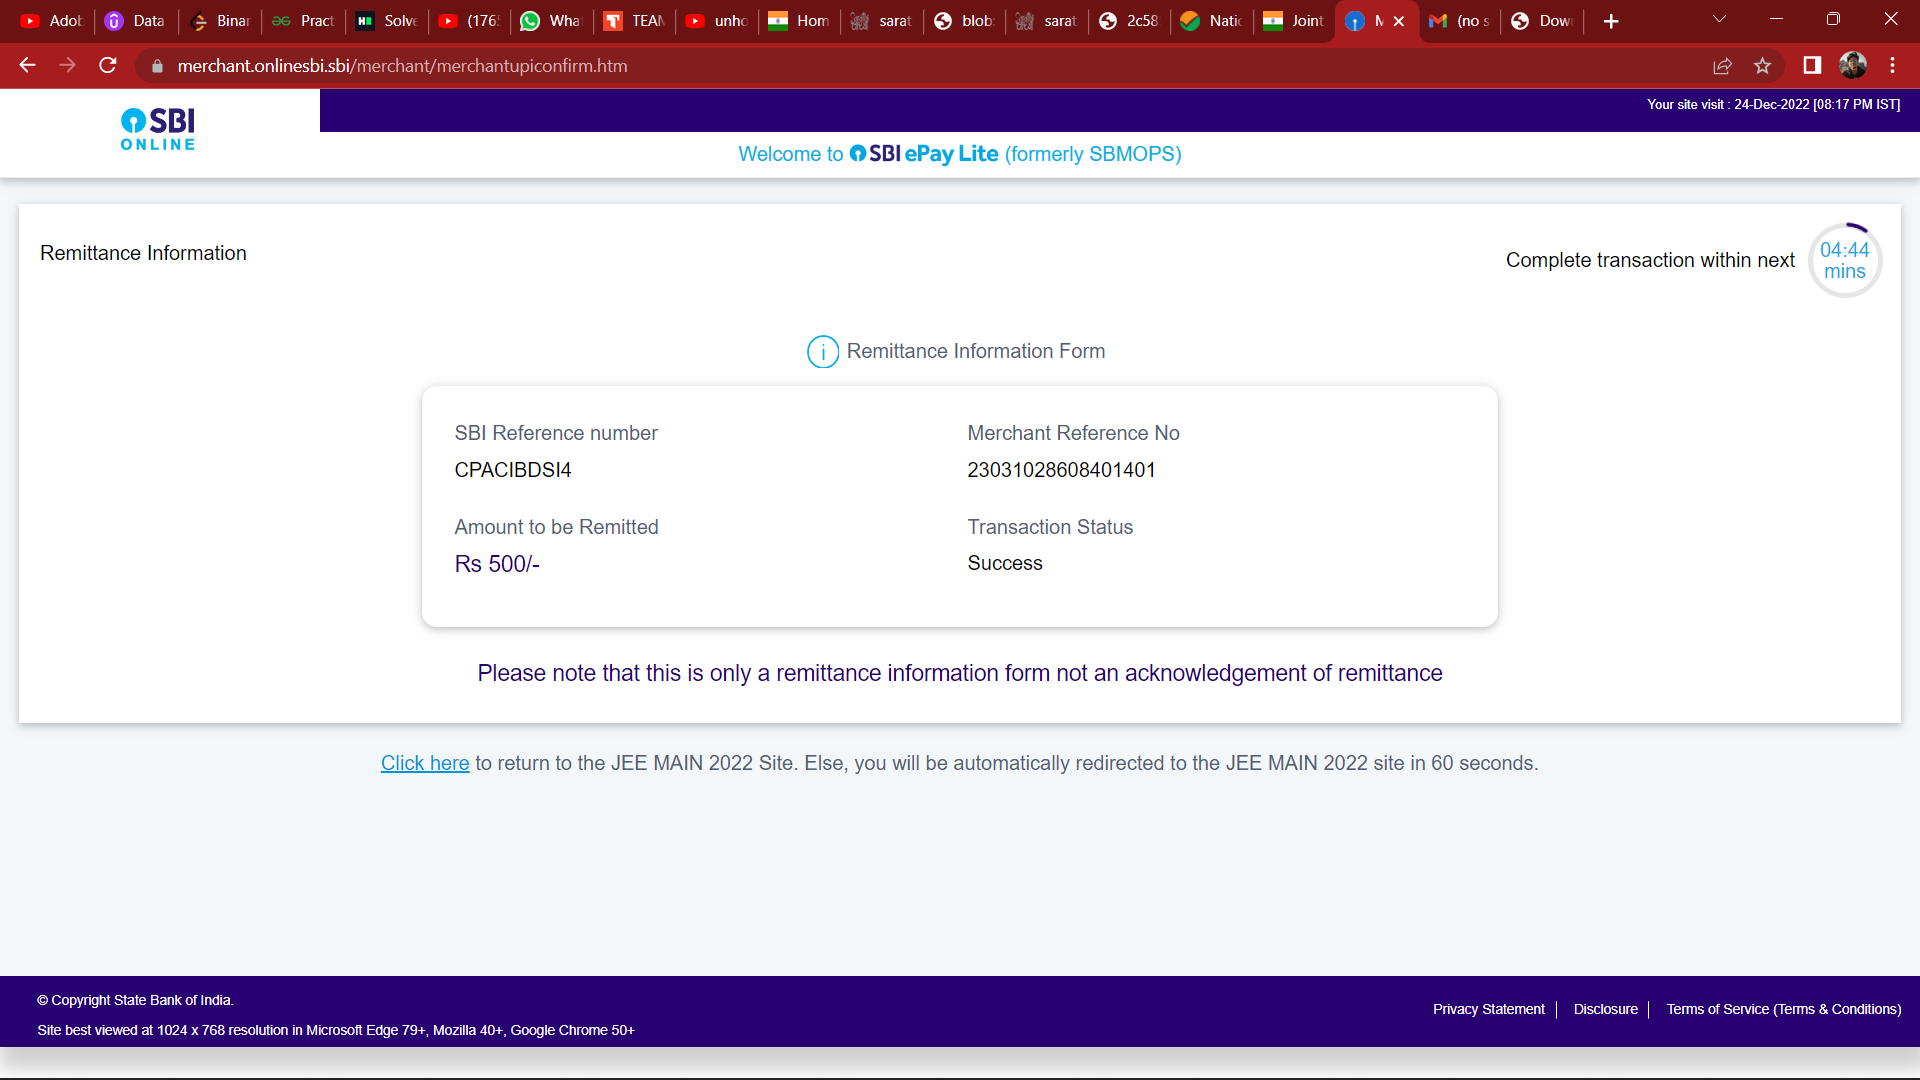 Adob Data Binar Pract Solve (176 What TEAM unho Hom sarat blob: sarat 2c58 Natio Joint M (no s Down
merchant.onlinesbi.sbi/merchant/merchantupiconfirm.htm
Your site visit : 24-Dec-2022 [08:17 PM IST]
SBI
ONLINE
Welcome to SBI ePay Lite (formerly SBMOPS)
Remittance Information
Complete transaction within next
04:44
mins
Remittance Information Form
SBI Reference number
CPACIBDSI4
Merchant Reference No
23031028608401401
Amount to be Remitted
Rs 500/-
Transaction Status
Success
Please note that this is only a remittance information form not an acknowledgement of remittance
Click here to return to the JEE MAIN 2022 Site. Else, you will be automatically redirected to the JEE MAIN 2022 site in 60 seconds.
© Copyright State Bank of India.
Site best viewed at 1024 x 768 resolution in Microsoft Edge 79+, Mozilla 40+, Google Chrome 50+
Privacy Statement
Disclosure
Terms of Service (Terms & Conditions)